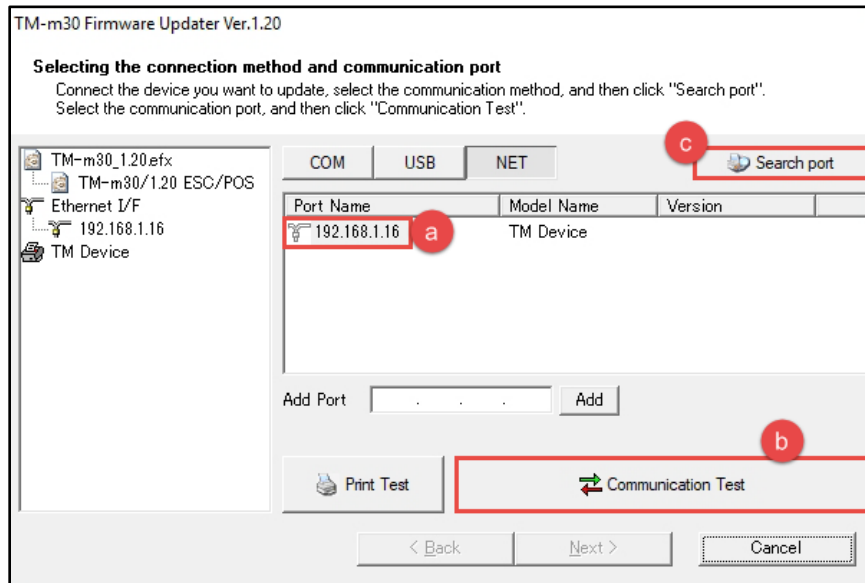 TM-m30 Firmware Updater Ver.1.20
Selecting the connection method and communication port
Connect the device you want to update, select the communication method, and then click "Search port".
Select the communication port, and then click "Communication Test".
TM-m30_1.20.efx
TM-m30/1.20 ESC/POS
Ethernet I/F
192.168.1.16
TM Device
COM USB NET
c
Search port
Port Name Model Name Version
192.168.1.16 a TM Device
Add Port . . . Add
b
Print Test
Communication Test
< Back Next > Cancel